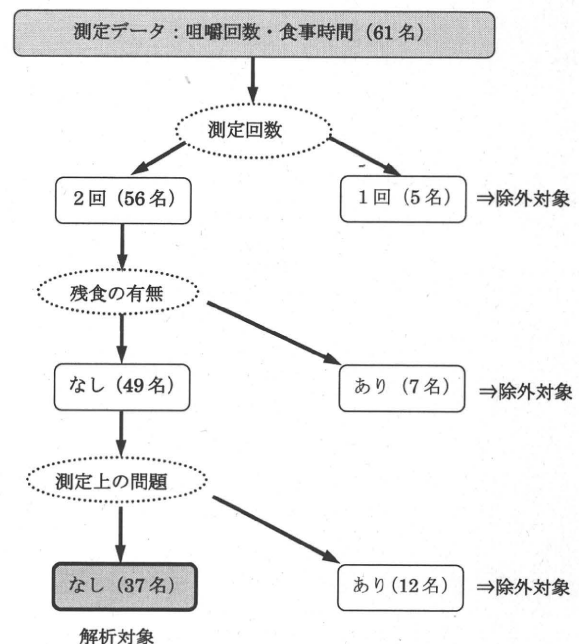 測定データ：咀嚼回数・食事時間（61名）
測定回数
2回（56名）
1回（5名）
⇒除外対象
残食の有無
なし（49名）
あり（7名）
⇒除外対象
測定上の問題
なし（37名）
あり（12名）
⇒除外対象
解析対象